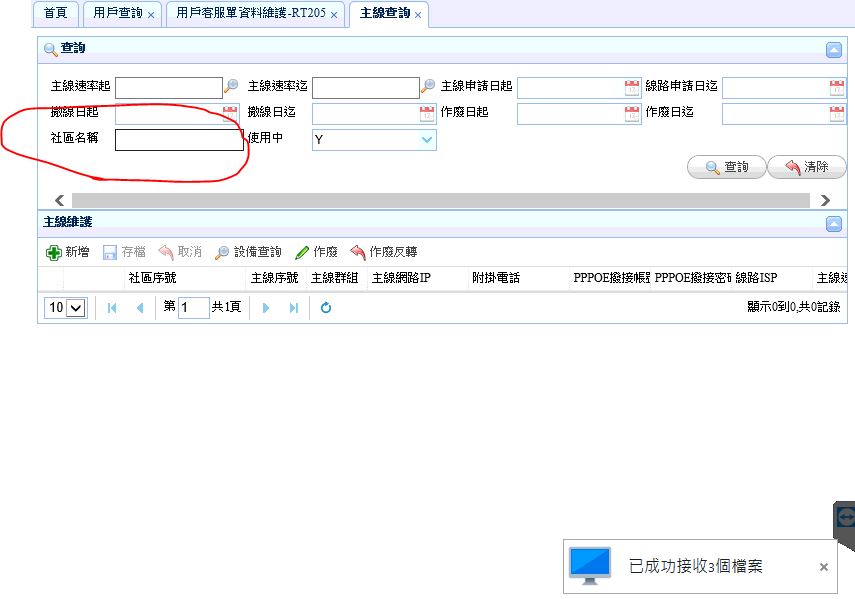 首頁 用戶查詢 × 用戶客服單資料維護-RT205 × 主線查詢 ×
查詢
主線速率起 主線速率迄 主線申請日起 線路申請日迄
撤線日起 撤線日迄 作廢日起 作廢日迄
社區名稱 使用中 Y
查詢 清除
主線維護
新增 存檔 取消 設備查詢 作廢 作廢反轉
社區序號 主線序號 主線群組 主線網路IP 附掛電話 PPPOE撥接帳號 PPPOE撥接密碼 線路ISP 主線速
10 第 1 共1頁 顯示0到0,共0記錄
已成功接收3個檔案 ×